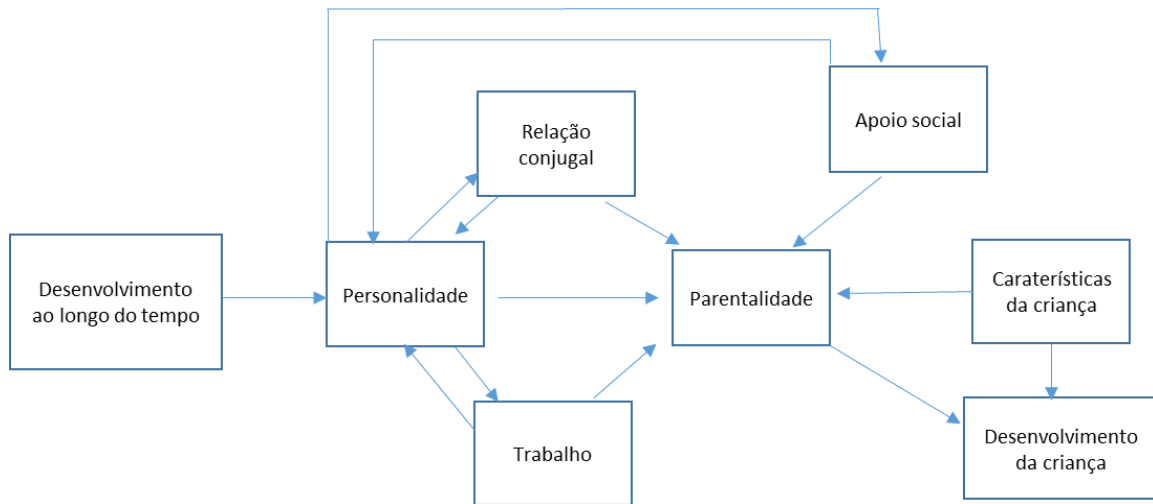 Apoio social
Relação
conjugal
Desenvolvimento
ao longo do tempo
Personalidade
Parentalidade
Caraterísticas
da criança
Trabalho
Desenvolvimento
da criança